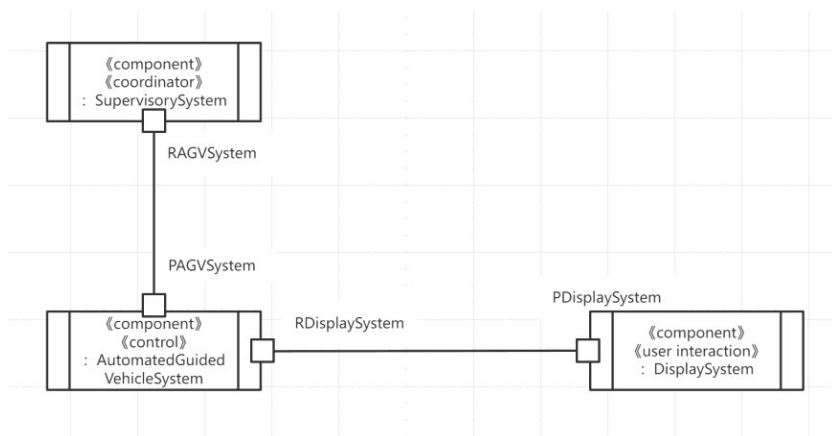 《component》
《coordinator》
: SupervisorySystem
RAGVSystem
PAGVSystem
《component》
《control》
: AutomatedGuided
VehicleSystem
RDisplaySystem
PDisplaySystem
《component》
《user interaction》
: DisplaySystem